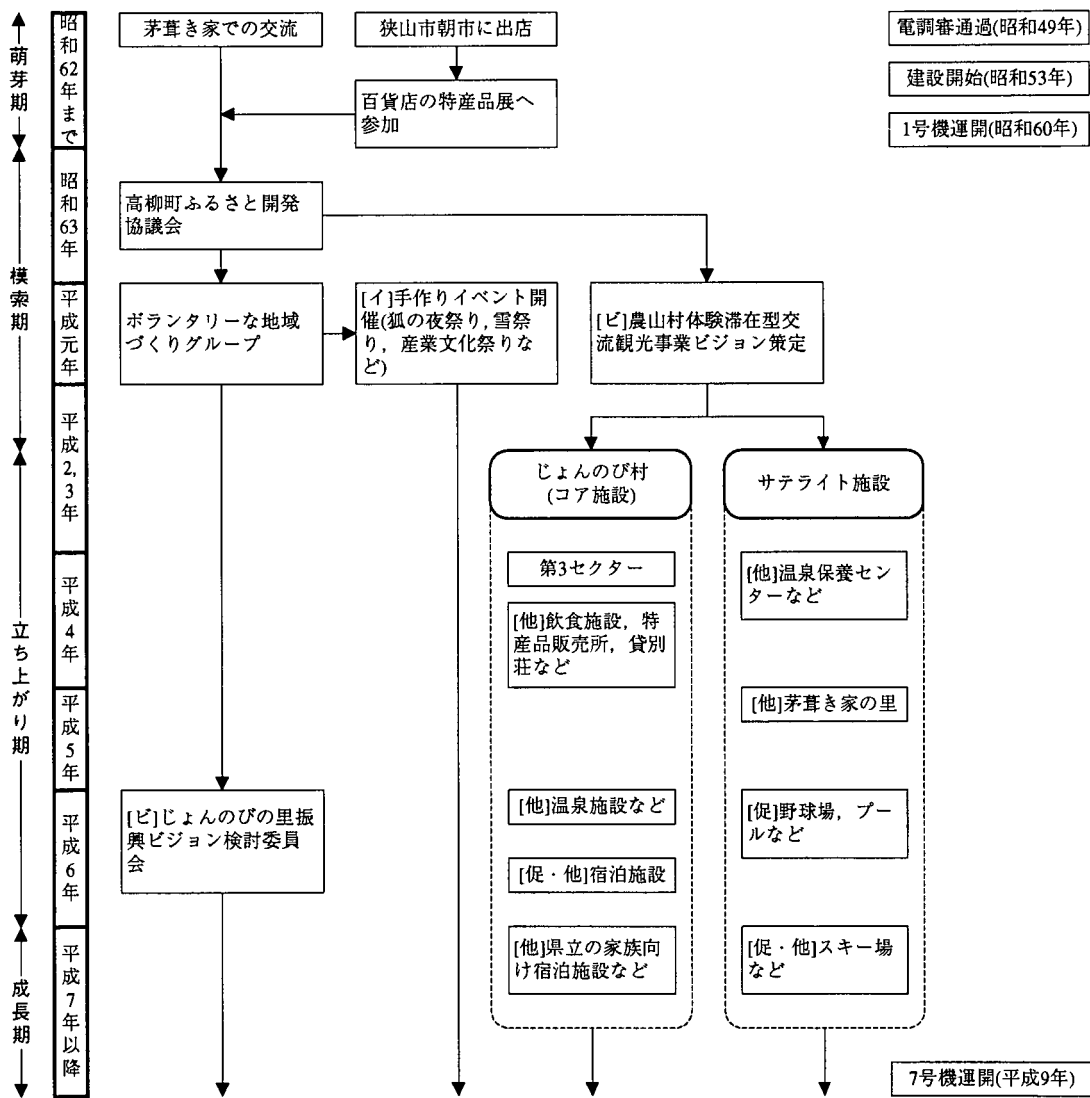 萌芽期
模索期
立ち上がり期
成長期
昭和62年まで
昭和63年
平成元年
平成2,3年
平成4年
平成5年
平成6年
平成7年以降
茅葺き家での交流
狭山市朝市に出店
百貨店の特産品展へ
参加
高柳町ふるさと開発
協議会
ボランタリーな地域
づくりグループ
[イ]手作りイベント開
催(狐の夜祭り,雪祭
り，産業文化祭りな
ど)
[ビ]農山村体験滞在型交
流観光事業ビジョン策定
じょんのび村
(コア施設)
サテライト施設
第3セクター
[他]飲食施設，特
産品販売所，貸別
荘など
[他]温泉保養セン
ターなど
[他]茅葺き家の里
[ビ]じょんのびの里振
興ビジョン検討委員
会
[他]温泉施設など
[促・他]宿泊施設
[促]野球場，プー
ルなど
[他]県立の家族向
け宿泊施設など
[促・他]スキー場
など
電調審通過(昭和49年)
建設開始(昭和53年)
1号機運開(昭和60年)
7号機運開(平成9年)